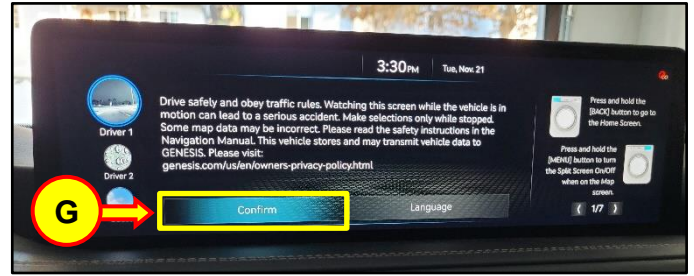 3:30 PM Tue, Nov. 21
Drive safely and obey traffic rules. Watching this screen while the vehicle is in
motion can lead to a serious accident. Make selections only while stopped.
Some map data may be incorrect. Please read the safety instructions in the
Navigation Manual. This vehicle stores and may transmit vehicle data to
GENESIS. Please visit:
genesis.com/us/en/owners-privacy-policy.html
Driver 1
Driver 2
G
Confirm
Language
Press and hold the
[BACK] button to go to
the Home Screen.
Press and hold the
[MENU] button to turn
the Split Screen On/Off
when on the Map
screen.
1/7